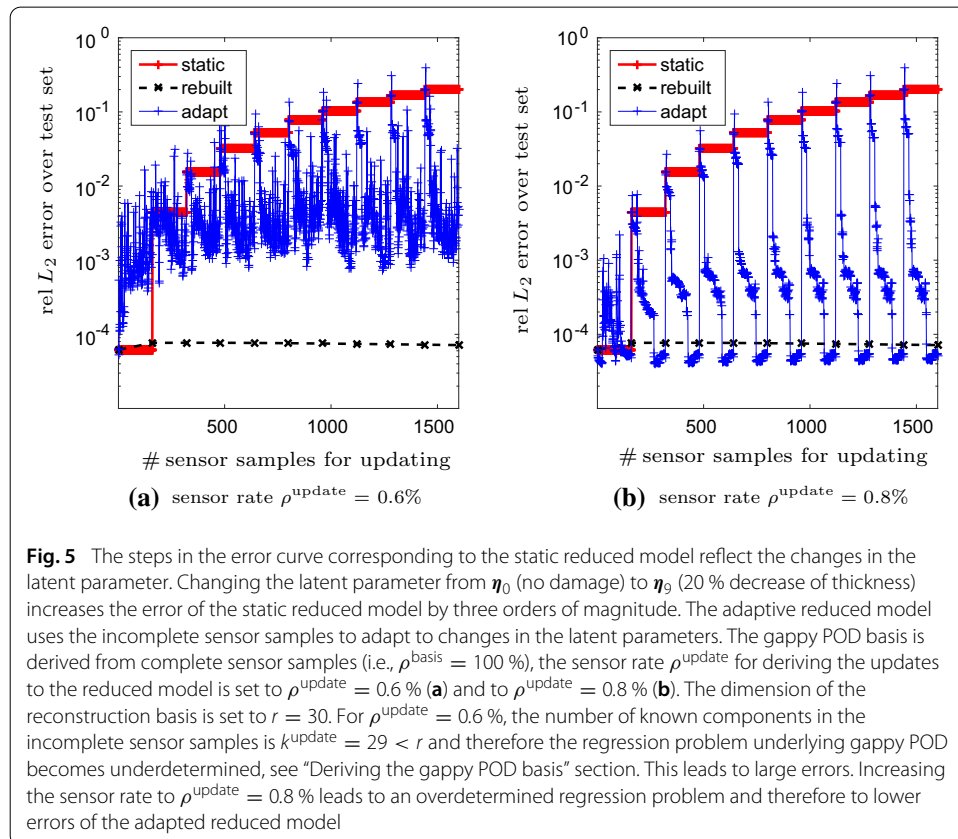 10^0
10^-1
10^-2
10^-3
10^-4
rel L_2 error over test set
static
rebuilt
adapt
500
1000
1500
# sensor samples for updating
(a) sensor rate ρ^update = 0.6%
10^0
10^-1
10^-2
10^-3
10^-4
rel L_2 error over test set
static
rebuilt
adapt
500
1000
1500
# sensor samples for updating
(b) sensor rate ρ^update = 0.8%
Fig. 5 The steps in the error curve corresponding to the static reduced model reflect the changes in the
latent parameter. Changing the latent parameter from η_0 (no damage) to η_9 (20 % decrease of thickness)
increases the error of the static reduced model by three orders of magnitude. The adaptive reduced model
uses the incomplete sensor samples to adapt to changes in the latent parameters. The gappy POD basis is
derived from complete sensor samples (i.e., ρ^basis = 100 %), the sensor rate ρ^update for deriving the updates
to the reduced model is set to ρ^update = 0.6 % (a) and to ρ^update = 0.8 % (b). The dimension of the
reconstruction basis is set to r = 30. For ρ^update = 0.6 %, the number of known components in the
incomplete sensor samples is k^update = 29 < r and therefore the regression problem underlying gappy POD
becomes underdetermined, see “Deriving the gappy POD basis” section. This leads to large errors. Increasing
the sensor rate to ρ^update = 0.8 % leads to an overdetermined regression problem and therefore to lower
errors of the adapted reduced model